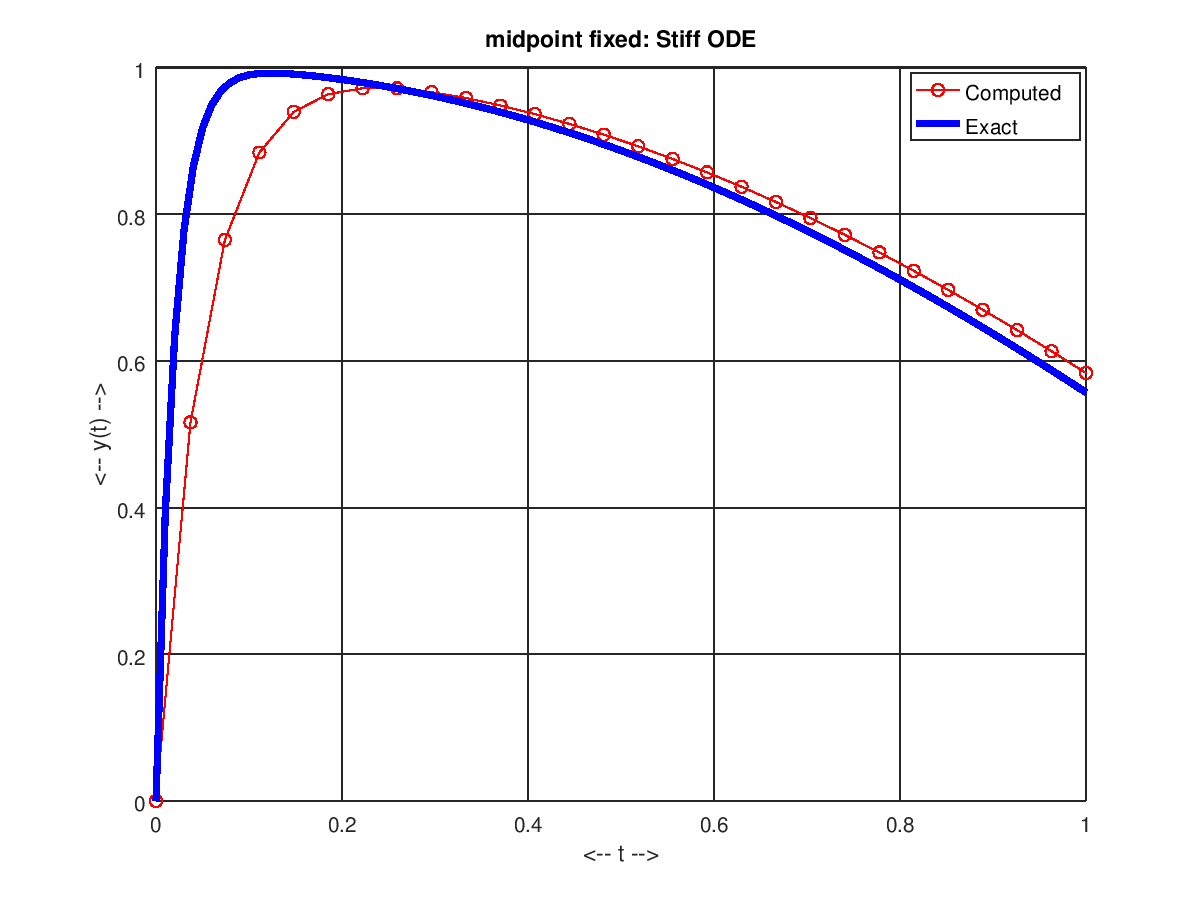 midpoint fixed: Stiff ODE
1
0.8
0.6
0.4
0.2
0
<-- y(t) -->
Computed
Exact
0
0.2
0.4
0.6
0.8
1
<-- t -->